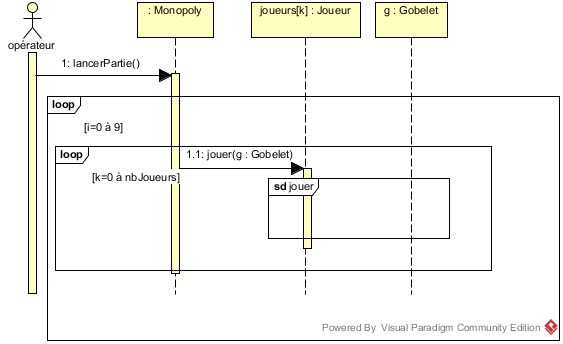 : Monopoly
joueurs[k] : Joueur
g : Gobelet
opérateur
1: lancerPartie()
loop
[i=0 à 9]
loop
1.1: jouer(g : Gobelet)
[k=0 à nbJoueurs]
sd jouer
Powered By Visual Paradigm Community Edition